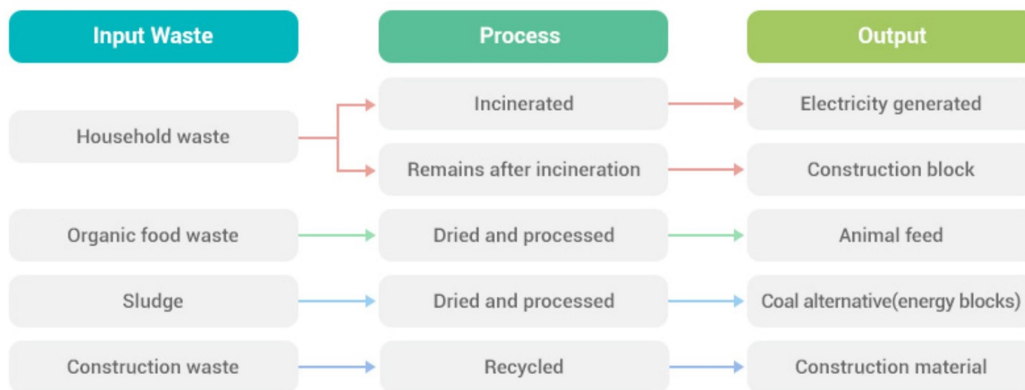 Input Waste
Process
Output
Household waste
Incinerated
Electricity generated
Remains after incineration
Construction block
Organic food waste
Dried and processed
Animal feed
Sludge
Dried and processed
Coal alternative(energy blocks)
Construction waste
Recycled
Construction material